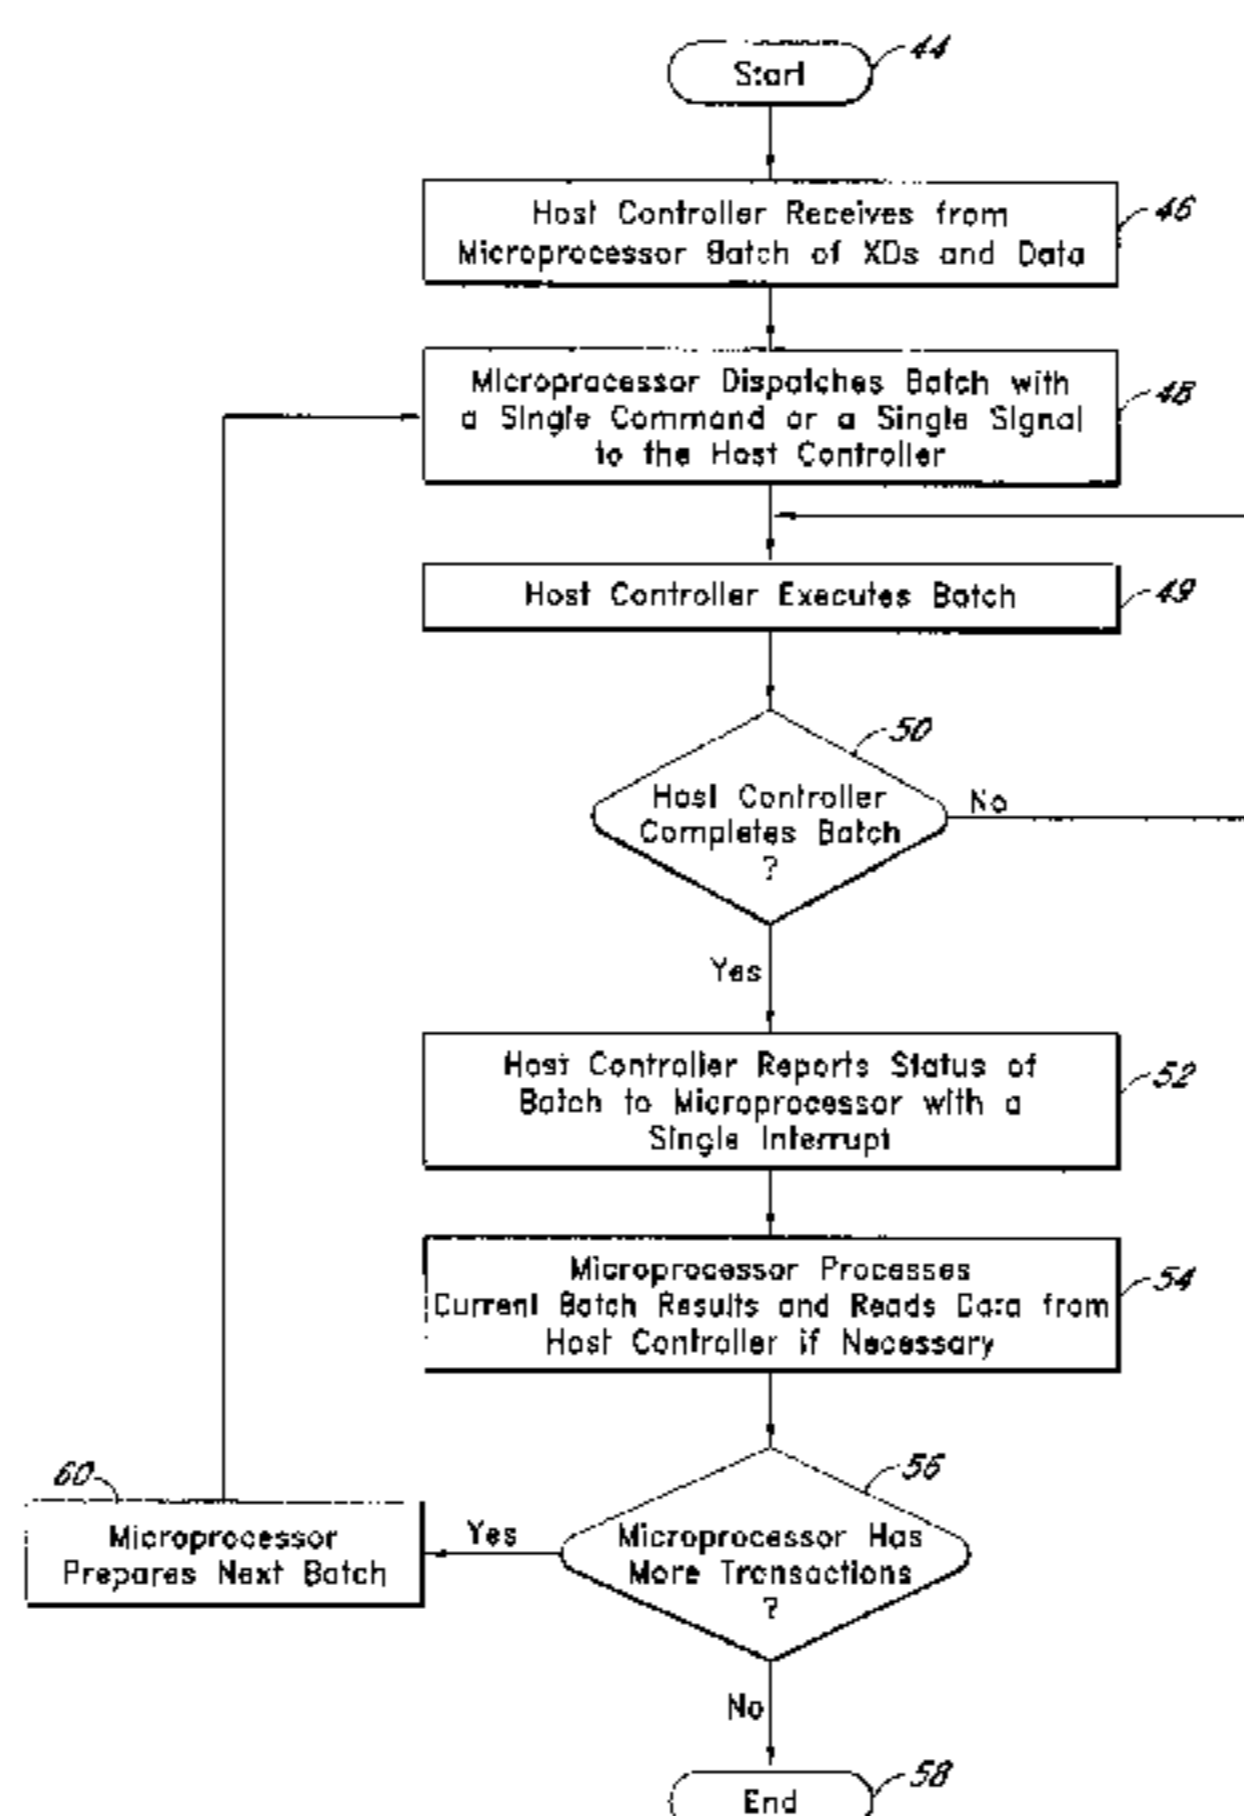 Start
44
Host Controller Receives from
Microprocessor Batch of XDs and Data
46
Microprocessor Dispatches Batch with
a Single Command or a Single Signal
to the Host Controller
48
Host Controller Executes Batch
49
50
Host Controller
Completes Batch
?
No
Yes
Host Controller Reports Status of
Batch to Microprocessor with a
Single Interrupt
52
Microprocessor Processes
Current Batch Results and Reads Data from
Host Controller if Necessary
54
56
Microprocessor Has
More Transactions
?
Yes
60
Microprocessor
Prepares Next Batch
No
End
58